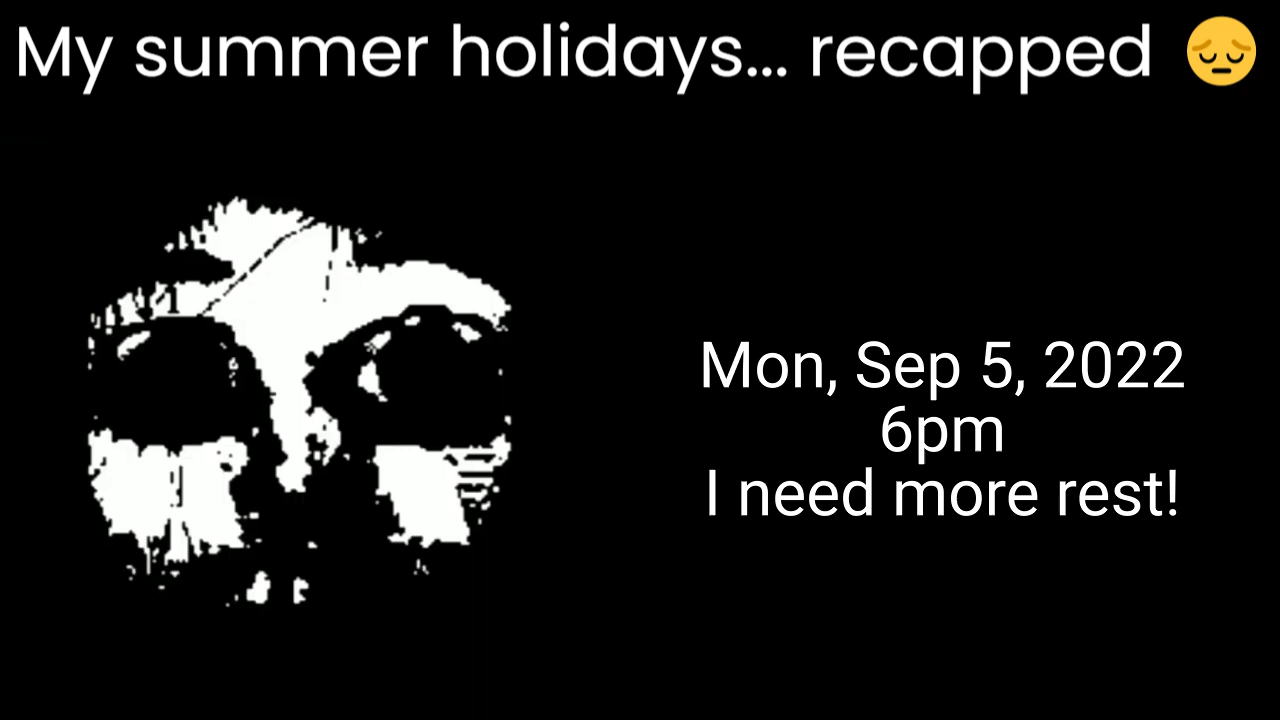 My summer holidays... recapped 😔
Mon, Sep 5, 2022
6pm
I need more rest!